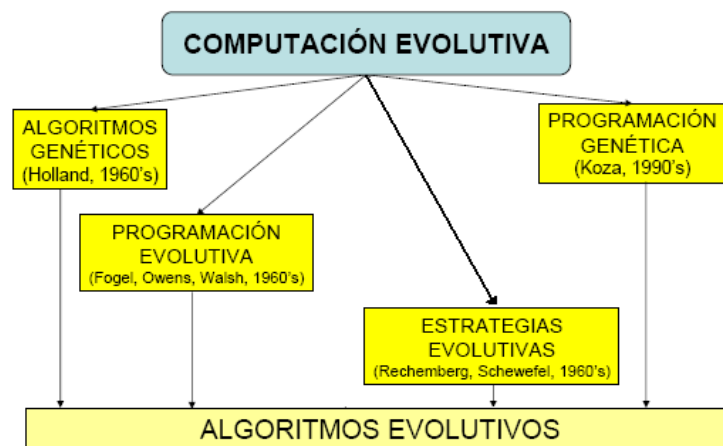 COMPUTACIÓN EVOLUTIVA
ALGORITMOS
GENÉTICOS
(Holland, 1960's)
PROGRAMACIÓN
GENÉTICA
(Koza, 1990's)
PROGRAMACIÓN
EVOLUTIVA
(Fogel, Owens, Walsh, 1960's)
ESTRATEGIAS
EVOLUTIVAS
(Rechemberg, Schewefel, 1960's)
ALGORITMOS EVOLUTIVOS